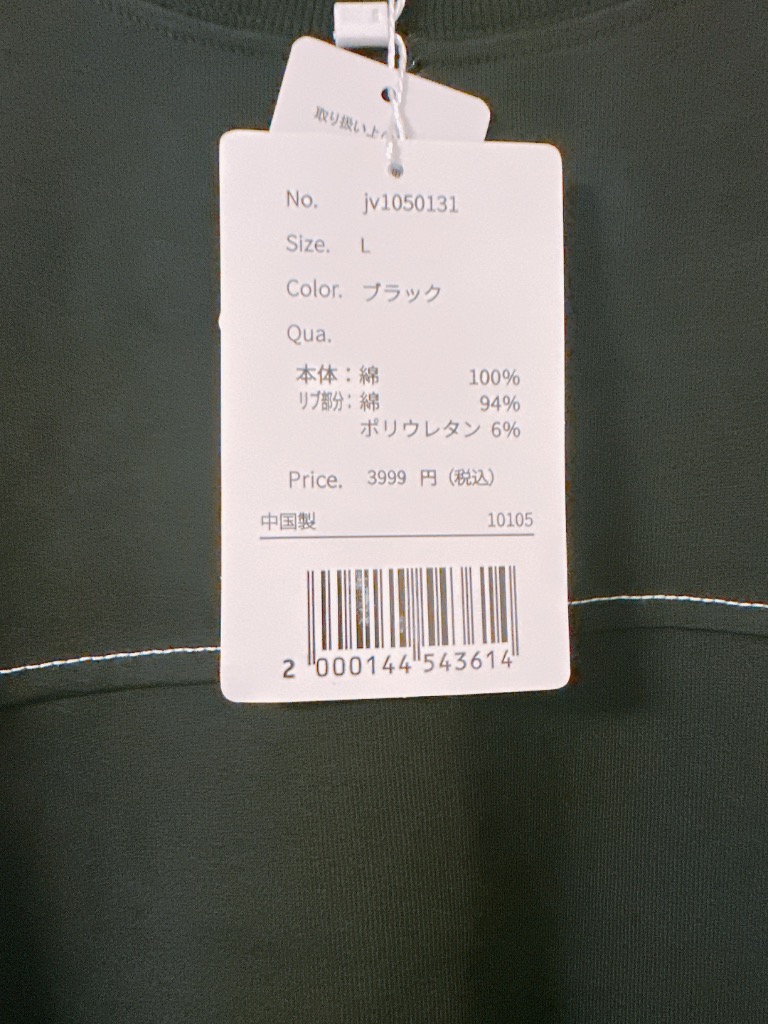 取り扱い上の
No. jv1050131
Size. L
Color. ブラック
Qua.
本体：綿 100%
リブ部分：綿 94%
ポリウレタン 6%
Price. 3999 円（税込）
中国製 10105
2 000144 543614